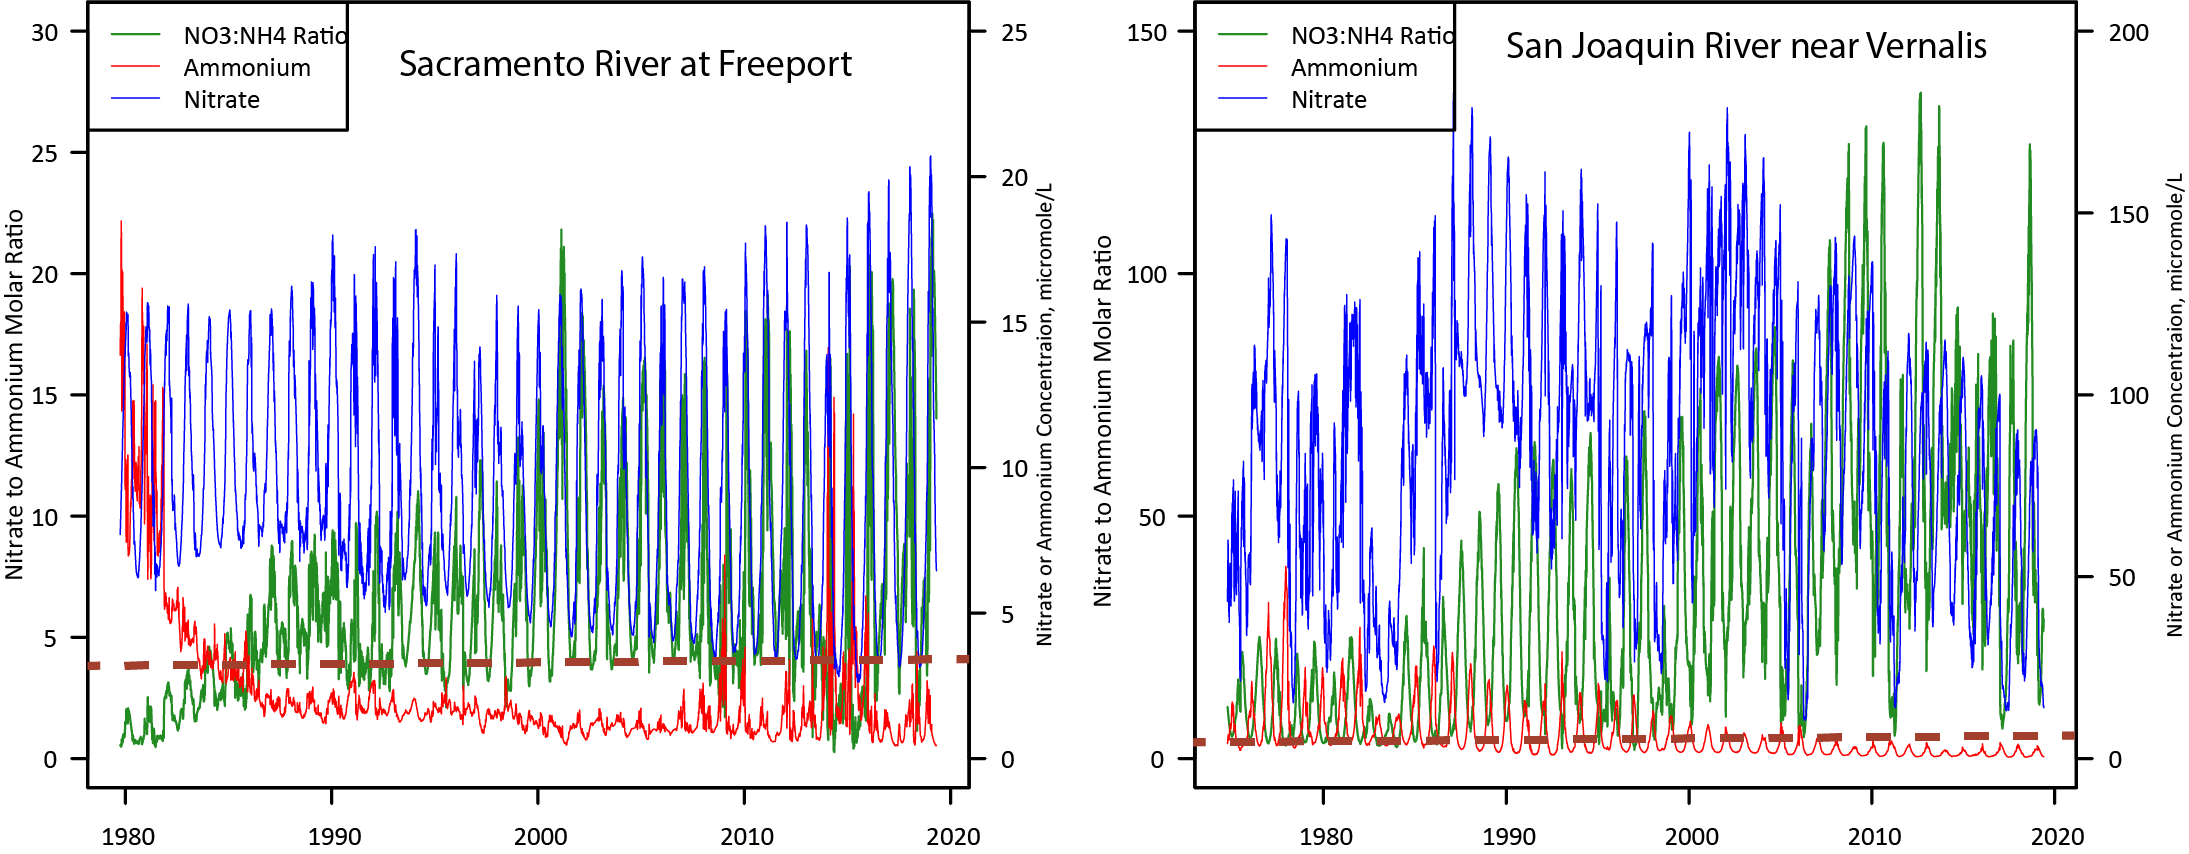 NO3:NH4 Ratio
Ammonium
Nitrate
Sacramento River at Freeport
Nitrate to Ammonium Molar Ratio
30
25
20
15
10
5
0
25
20
15
10
5
0
Nitrate or Ammonium Concentraion, micromole/L
1980
1990
2000
2010
2020
NO3:NH4 Ratio
Ammonium
Nitrate
San Joaquin River near Vernalis
Nitrate to Ammonium Molar Ratio
150
100
50
0
200
150
100
50
0
Nitrate or Ammonium Concentraion, micromole/L
1980
1990
2000
2010
2020